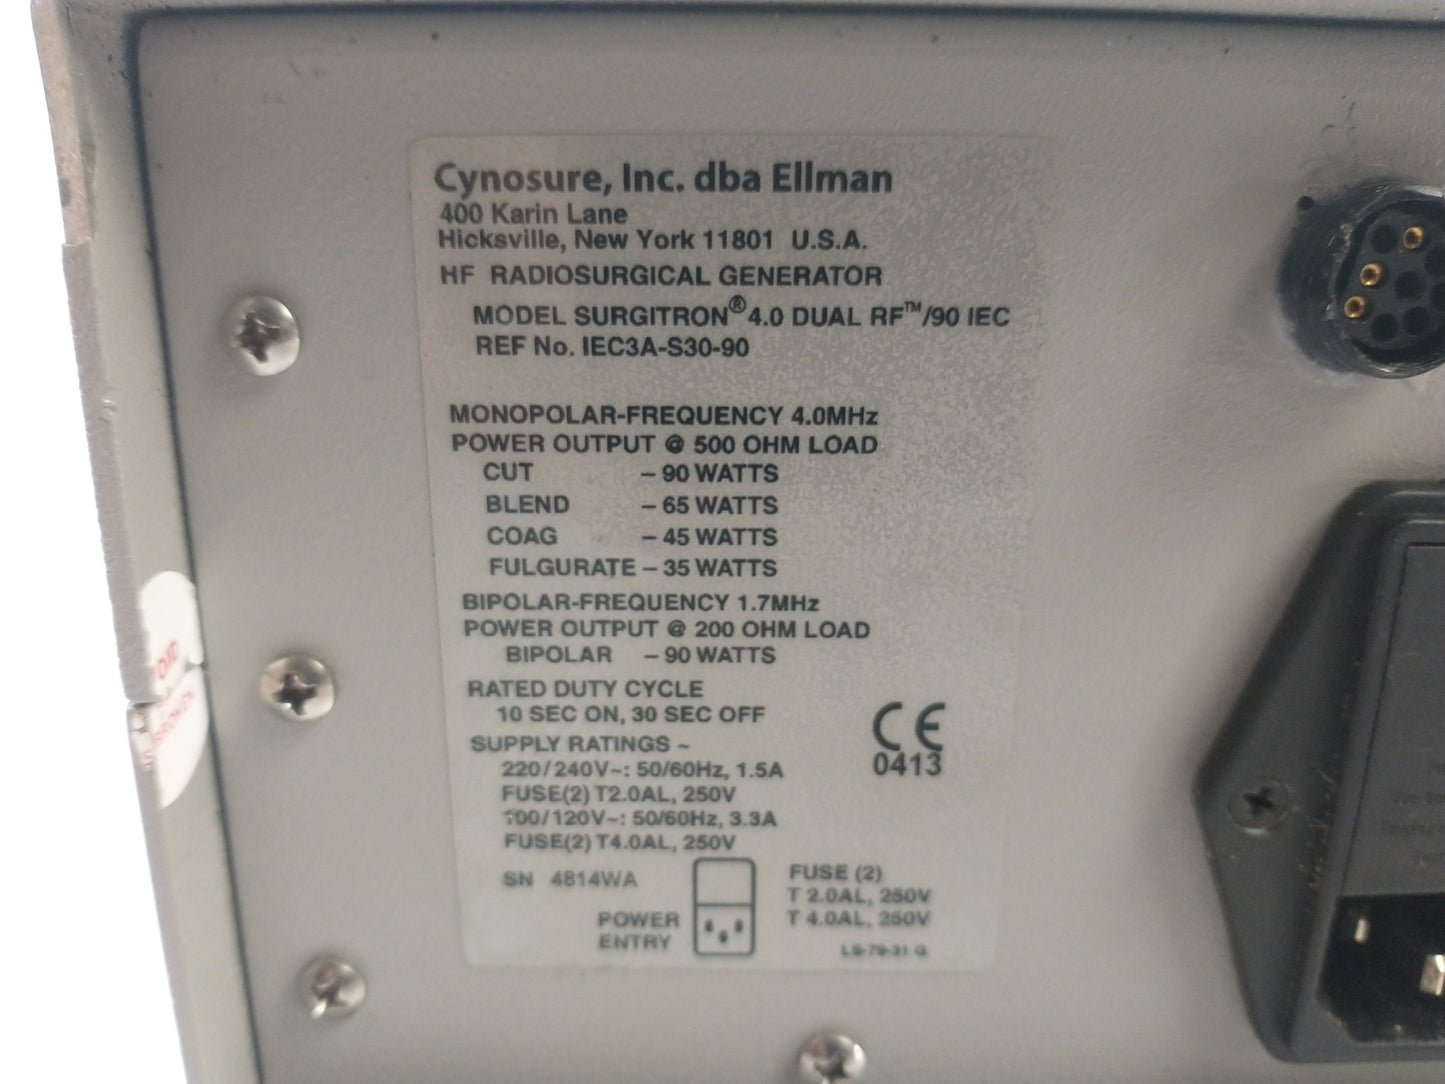 Cynosure, Inc. dba Ellman
400 Karin Lane
Hicksville, New York 11801 U.S.A.
HF RADIOSURGICAL GENERATOR
MODEL SURGITRON® 4.0 DUAL RF™/90 IEC
REF No. IEC3A-S30-90
MONOPOLAR-FREQUENCY 4.0MHz
POWER OUTPUT @ 500 OHM LOAD
CUT – 90 WATTS
BLEND – 65 WATTS
COAG – 45 WATTS
FULGURATE – 35 WATTS
BIPOLAR-FREQUENCY 1.7MHz
POWER OUTPUT @ 200 OHM LOAD
BIPOLAR – 90 WATTS
RATED DUTY CYCLE
10 SEC ON, 30 SEC OFF
SUPPLY RATINGS ~
220/240V~: 50/60Hz, 1.5A
FUSE(2) T2.0AL, 250V
100/120V~: 50/60Hz, 3.3A
FUSE(2) T4.0AL, 250V
CE
0413
SN 4814WA
POWER
ENTRY
FUSE (2)
T 2.0AL, 250V
T 4.0AL, 250V
LS-79-31 G